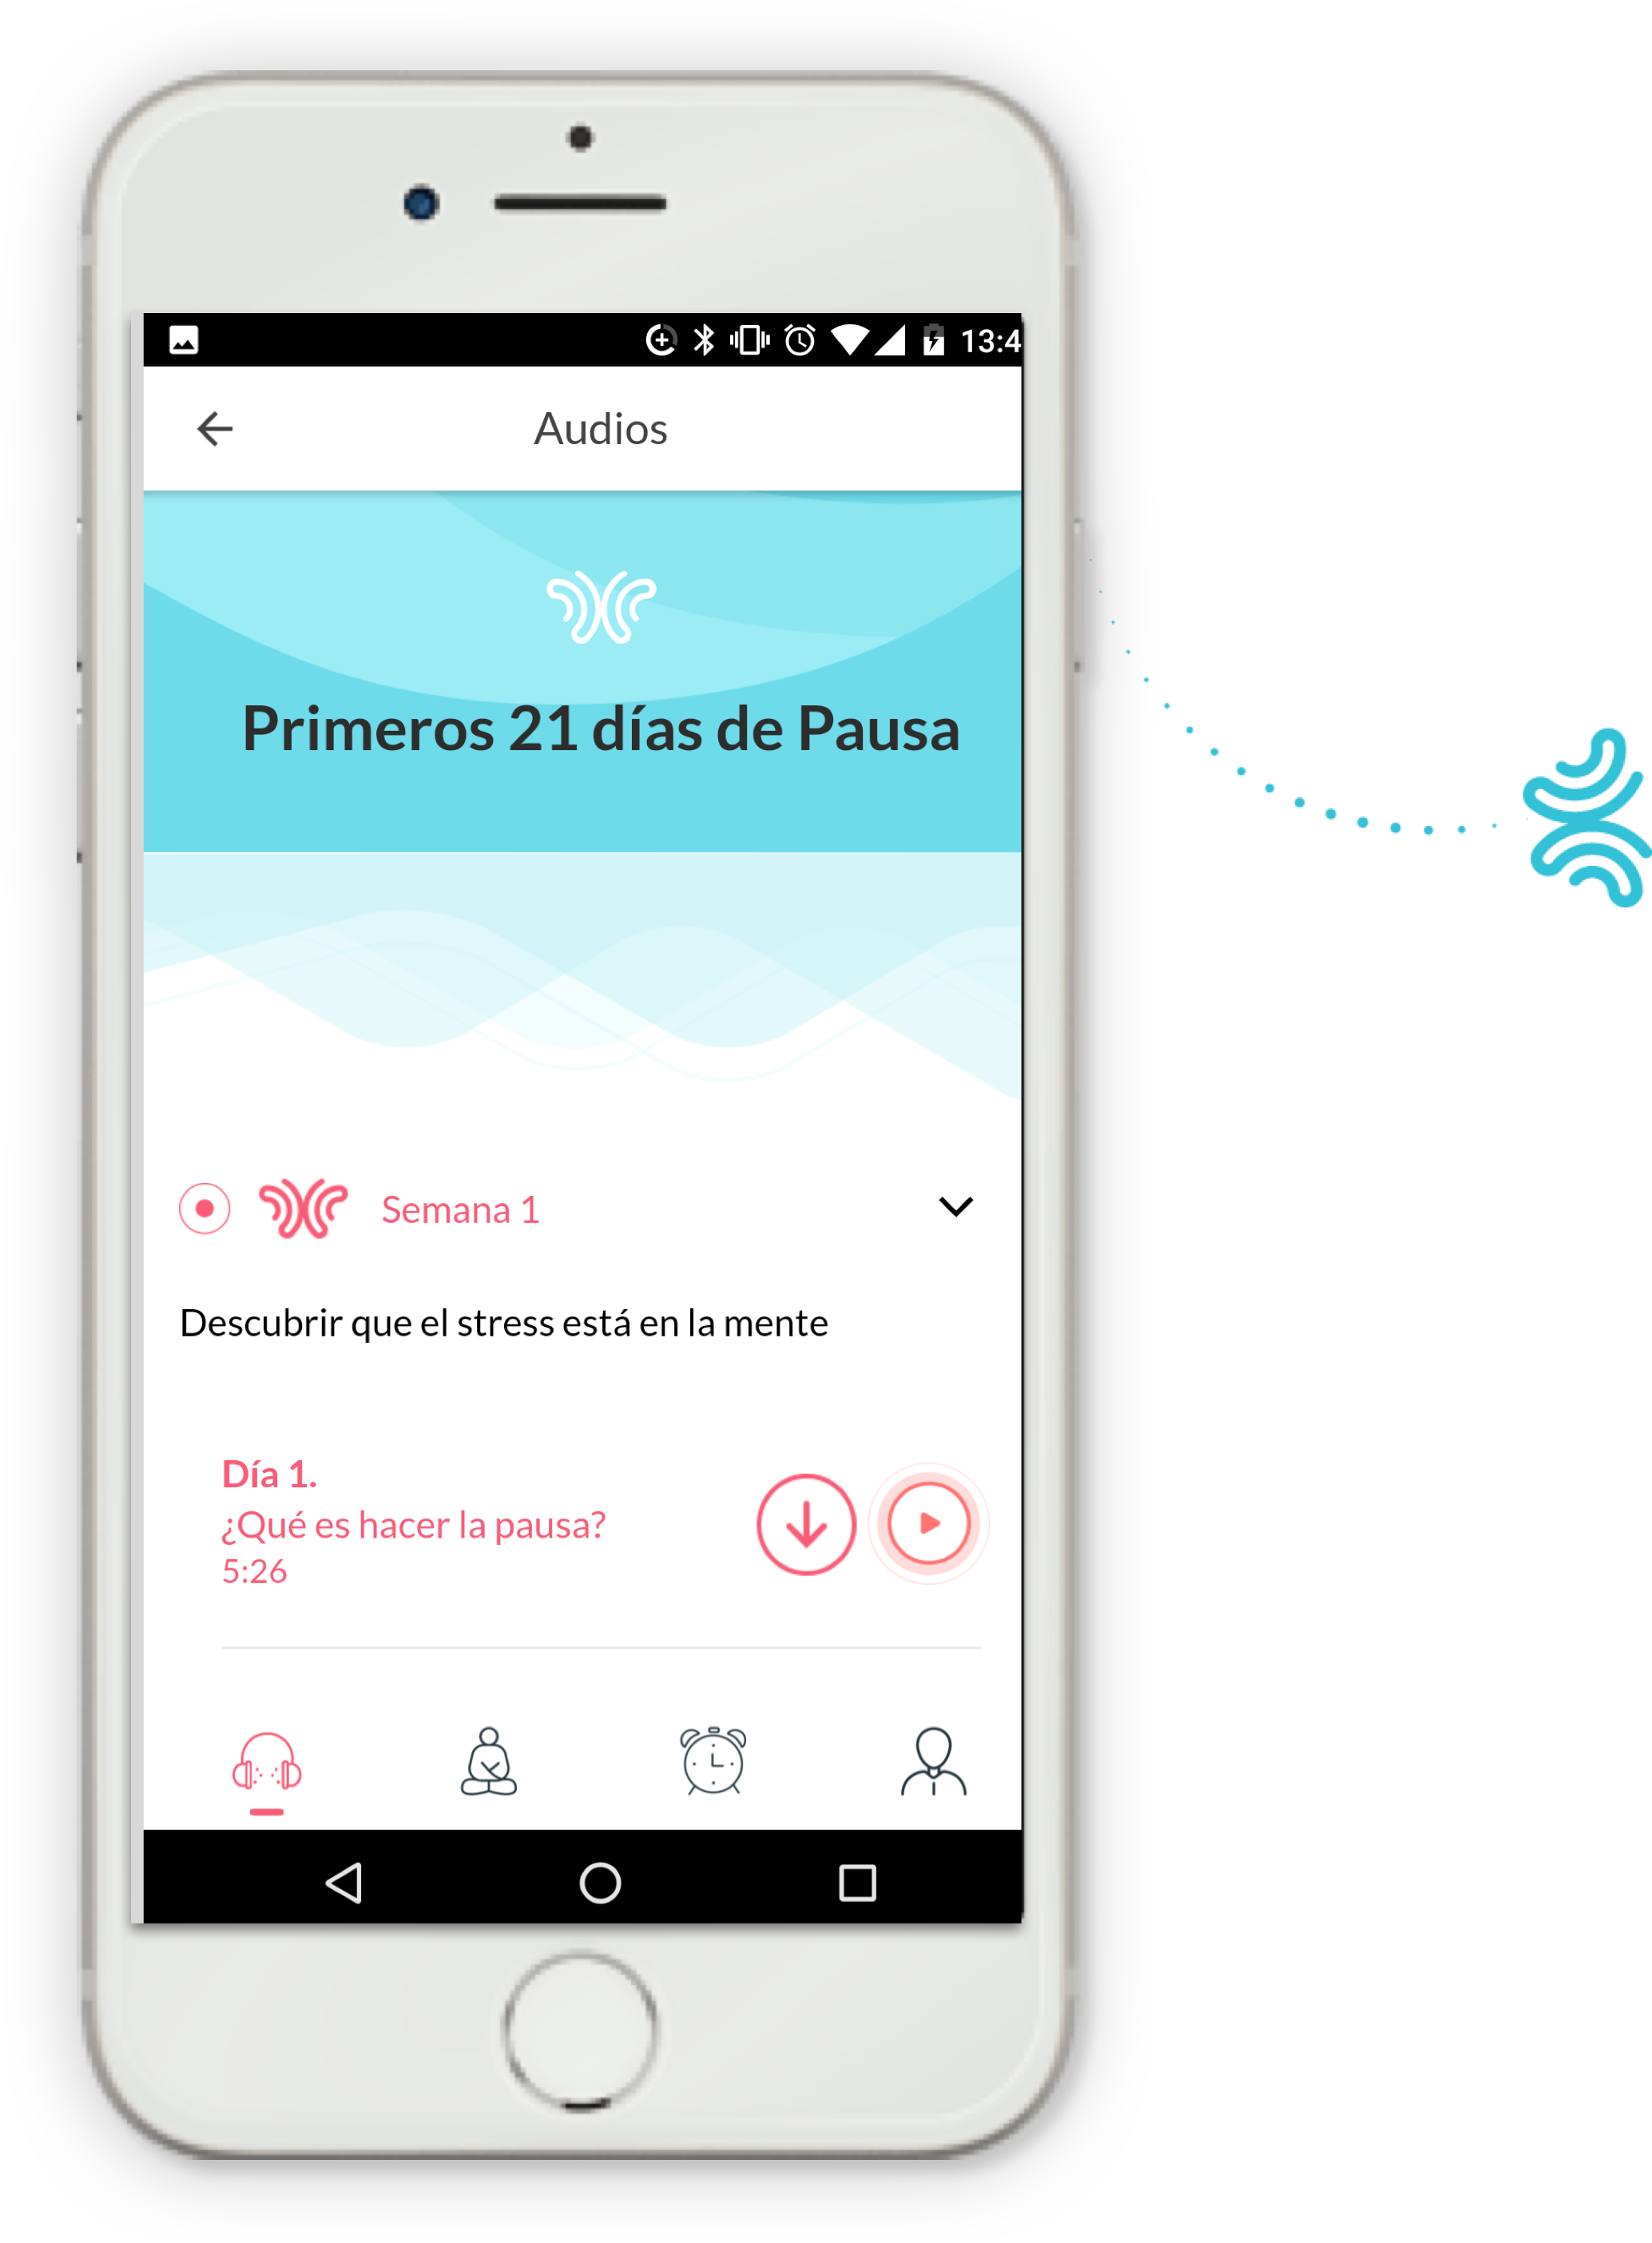 13:4
Audios
Primeros 21 días de Pausa
Semana 1
Descubrir que el stress está en la mente
Día 1.
¿Qué es hacer la pausa?
5:26